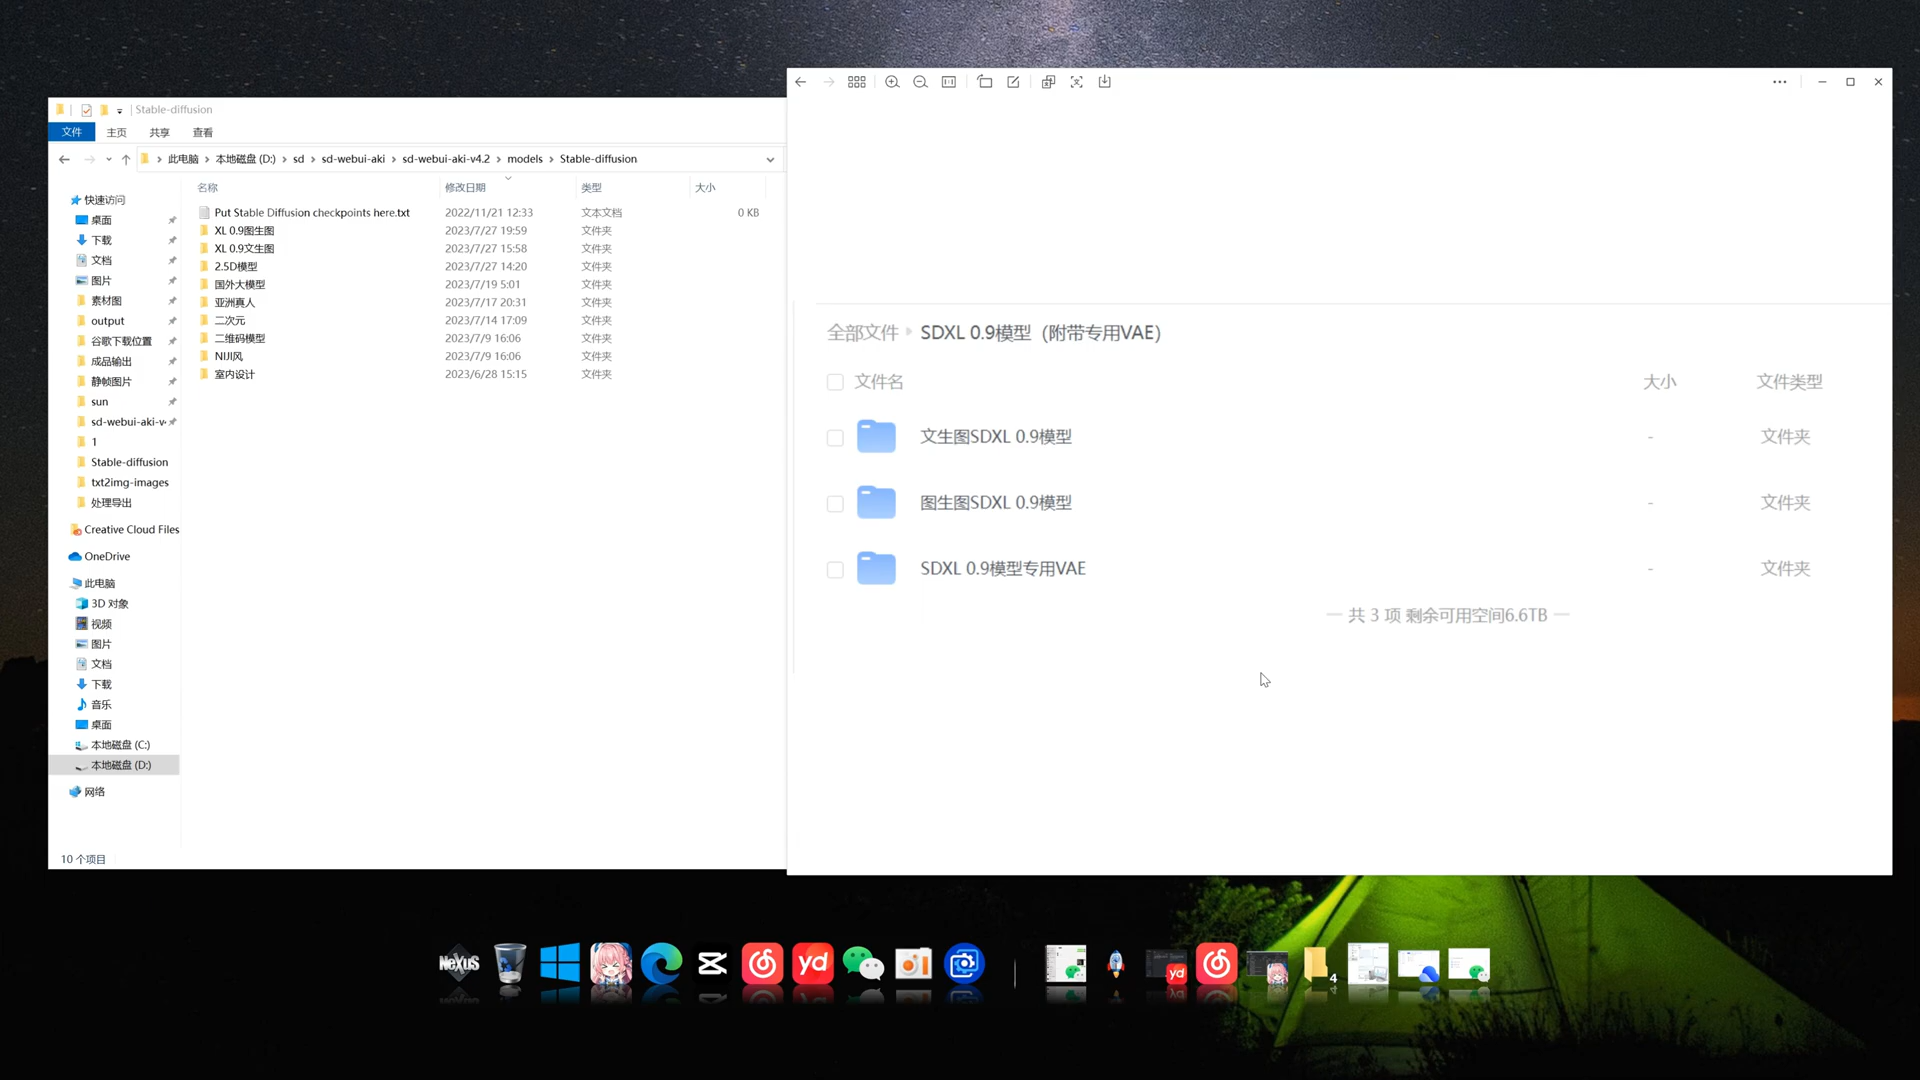 Stable-diffusion
文件 主页 共享 查看
此电脑 本地磁盘 (D:) sd sd-webui-aki sd-webui-aki-v4.2 models Stable-diffusion
名称 修改日期 类型 大小
Put Stable Diffusion checkpoints here.txt 2022/11/21 12:33 文本文档 0 KB
XL 0.9图生图 2023/7/27 19:59 文件夹
XL 0.9文生图 2023/7/27 15:58 文件夹
2.5D模型 2023/7/27 14:20 文件夹
国外大模型 2023/7/19 5:01 文件夹
亚洲真人 2023/7/17 20:31 文件夹
二次元 2023/7/14 17:09 文件夹
二维码模型 2023/7/9 16:06 文件夹
NIJI风 2023/7/9 16:06 文件夹
室内设计 2023/6/28 15:15 文件夹
快速访问
桌面
下载
文档
图片
素材图
output
谷歌下载位置
成品输出
静帧图片
sun
sd-webui-aki-v
1
Stable-diffusion
txt2img-images
处理导出
Creative Cloud Files
OneDrive
此电脑
3D 对象
视频
图片
文档
下载
音乐
桌面
本地磁盘 (C:)
本地磁盘 (D:)
网络
10 个项目
全部文件 SDXL 0.9模型（附带专用VAE）
文件名 大小 文件类型
文生图SDXL 0.9模型 - 文件夹
图生图SDXL 0.9模型 - 文件夹
SDXL 0.9模型专用VAE - 文件夹
共 3 项 剩余可用空间6.6TB
NeXuS
yd
yd
4